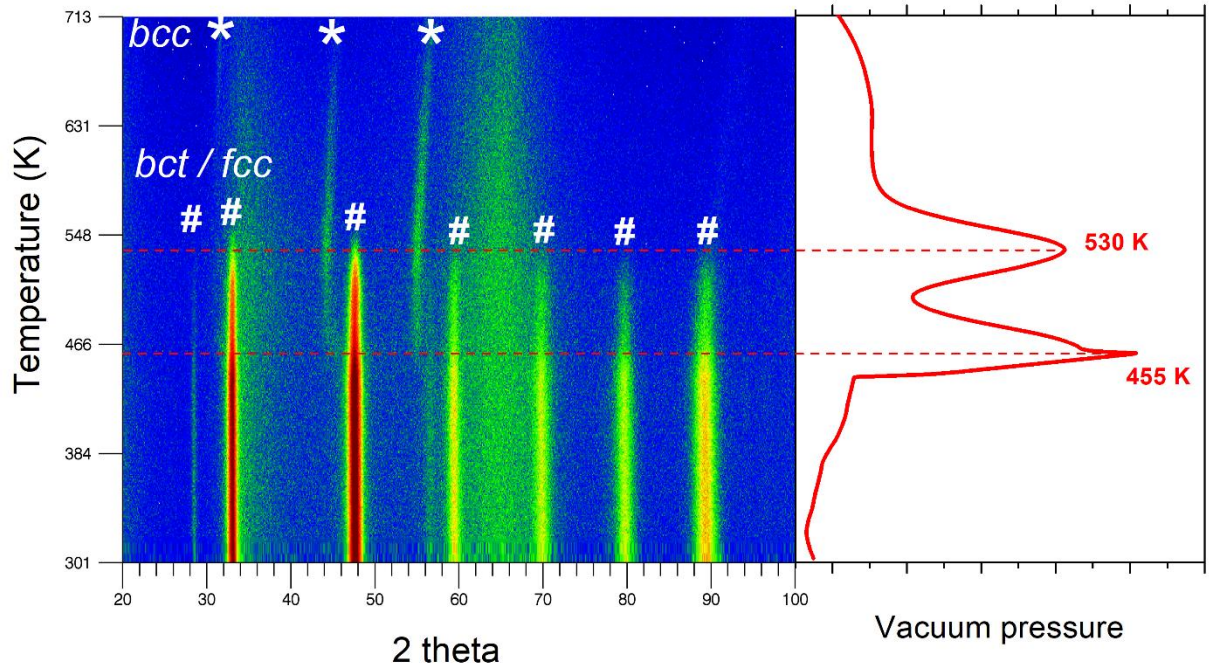 713
bcc * * *
631
bct / fcc
# # # # # # #
548
530 K
466
455 K
384
301
20 30 40 50 60 70 80 90 100
Temperature (K)
2 theta
Vacuum pressure